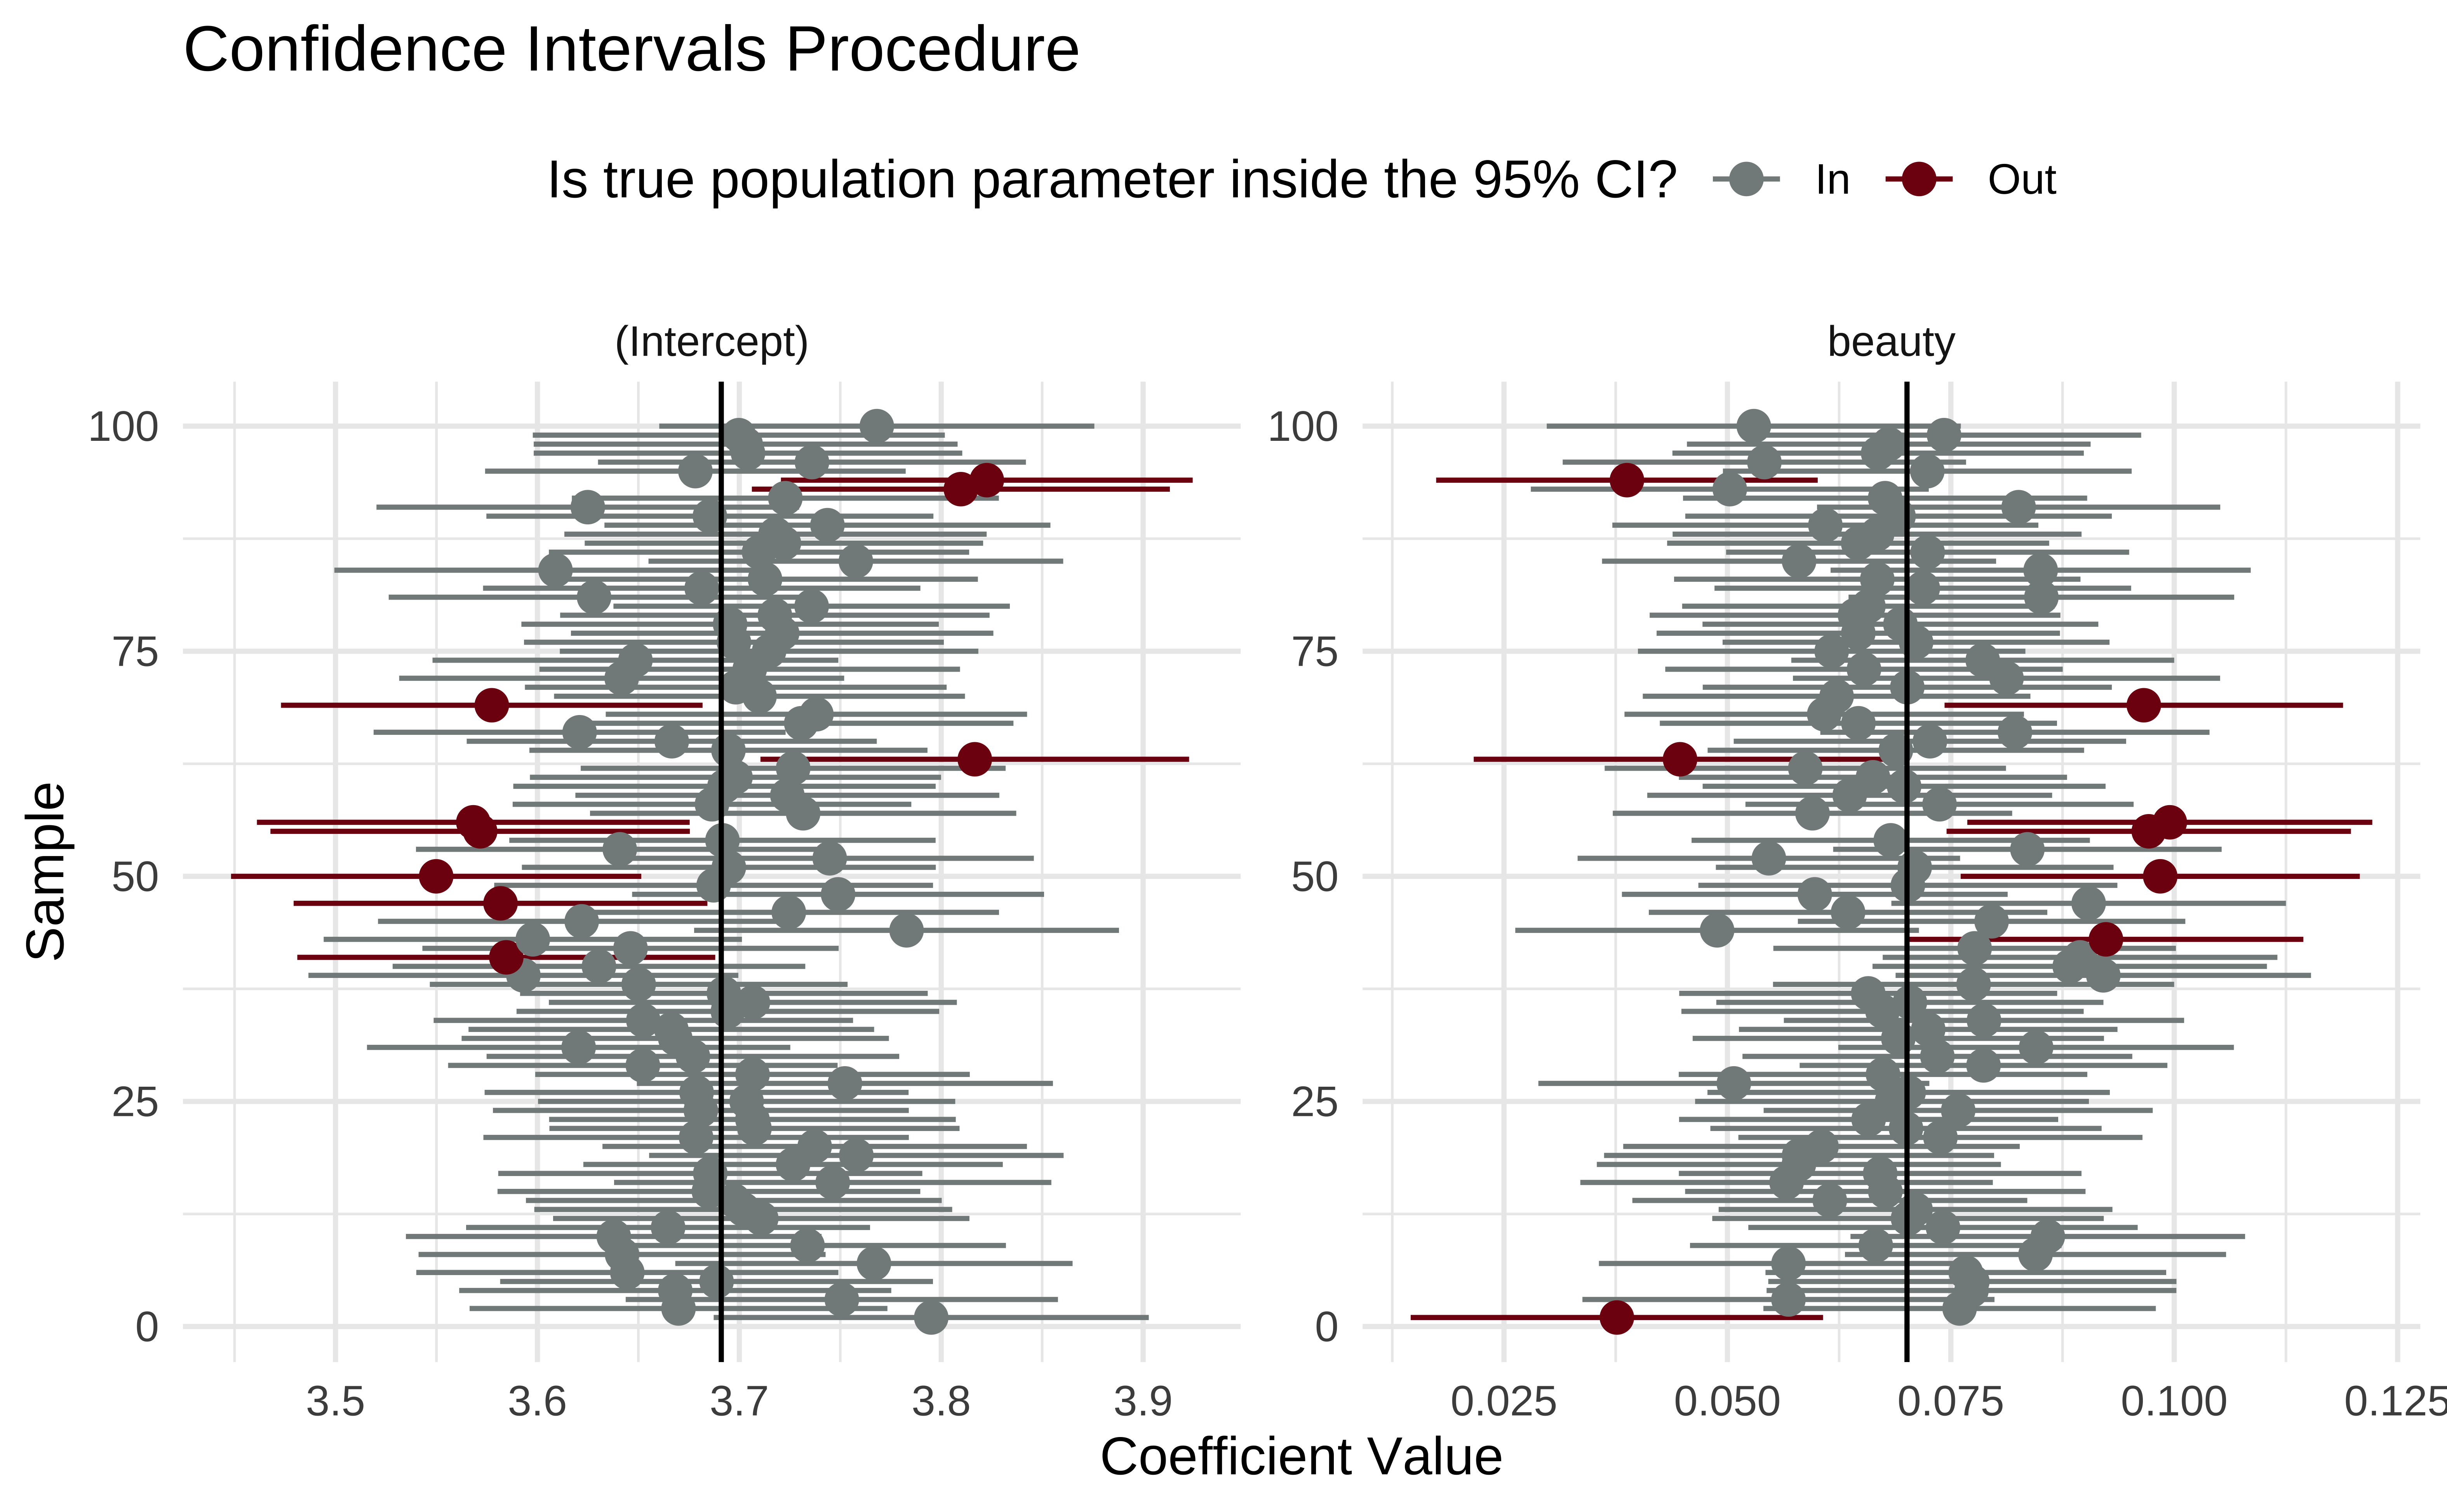 Confidence Intervals Procedure
Is true population parameter inside the 95% CI? In Out
(Intercept) beauty
100 100
75 75
50 50
25 25
0 0
Sample
3.5 3.6 3.7 3.8 3.9 0.025 0.050 0.075 0.100 0.125
Coefficient Value